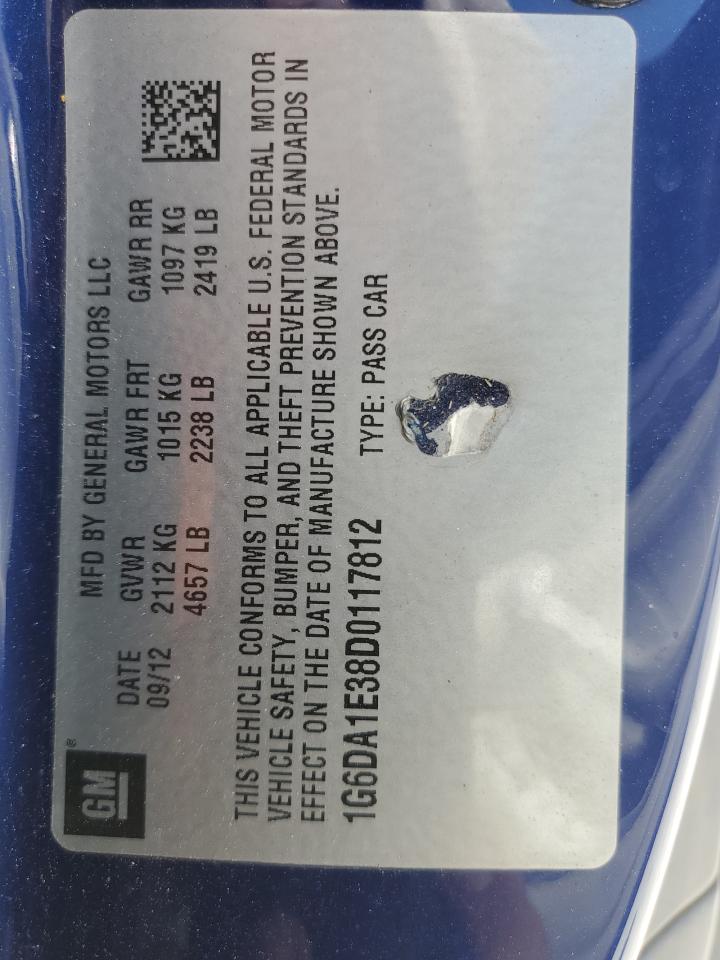 GM ®
MFD BY GENERAL MOTORS LLC
DATE GVWR GAWR FRT GAWR RR
09/12 2112 KG 1015 KG 1097 KG
4657 LB 2238 LB 2419 LB
THIS VEHICLE CONFORMS TO ALL APPLICABLE U.S. FEDERAL MOTOR
VEHICLE SAFETY, BUMPER, AND THEFT PREVENTION STANDARDS IN
EFFECT ON THE DATE OF MANUFACTURE SHOWN ABOVE.
1G6DA1E38D0117812 TYPE: PASS CAR